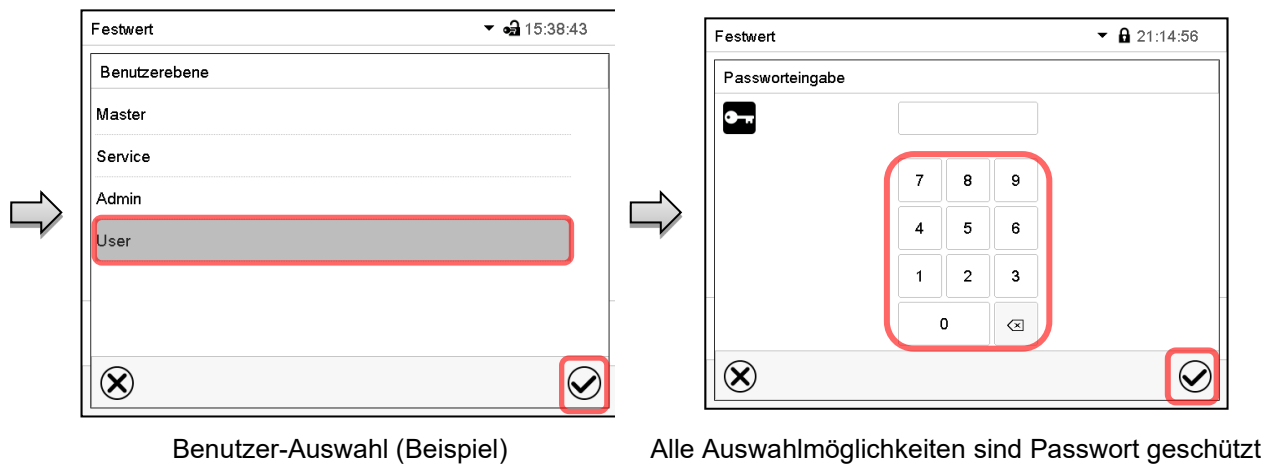 Festwert 15:38:43
Benutzerebene
Master
Service
Admin
User
Benutzer-Auswahl (Beispiel)
Festwert 21:14:56
Passworteingabe
7 8 9
4 5 6
1 2 3
0
Alle Auswahlmöglichkeiten sind Passwort geschützt